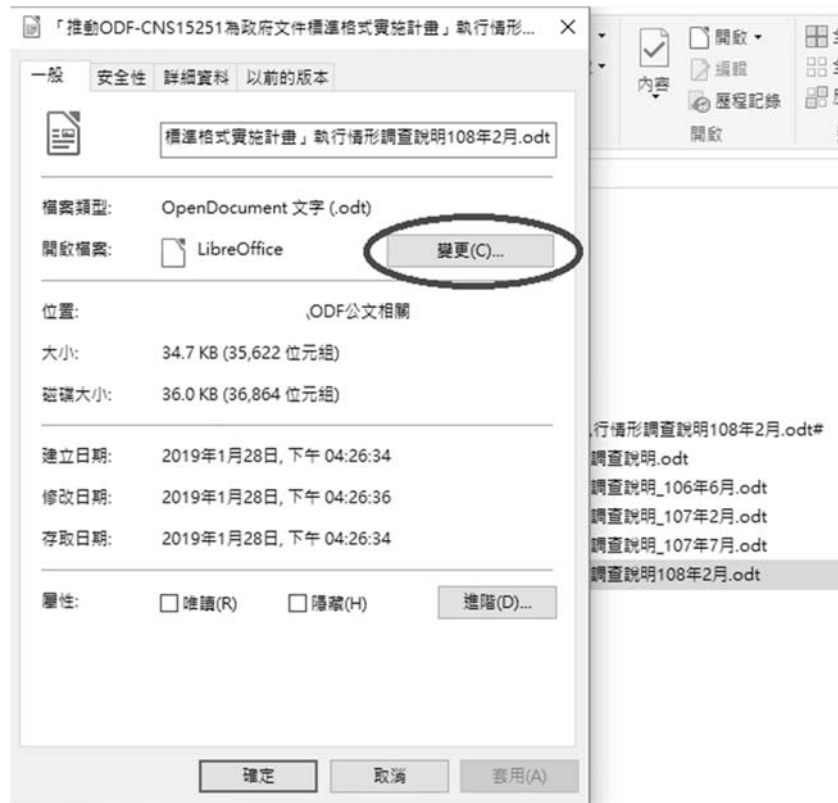 「推動ODF-CNS15251為政府文件標準格式實施計畫」執行情形...
一般 安全性 詳細資料 以前的版本
標準格式實施計畫」執行情形調查說明108年2月.odt
檔案類型: OpenDocument 文字 (.odt)
開啟檔案: LibreOffice 變更(C)...
位置: \ODF公文相關
大小: 34.7 KB (35,622 位元組)
磁碟大小: 36.0 KB (36,864 位元組)
建立日期: 2019年1月28日, 下午 04:26:34
修改日期: 2019年1月28日, 下午 04:26:36
存取日期: 2019年1月28日, 下午 04:26:34
屬性: 唯讀(R) 隱藏(H) 進階(D)...
確定 取消 套用(A)
內容
開啟
編輯
歷程記錄
開啟
行情形調查說明108年2月.odt#
調查說明.odt
調查說明_106年6月.odt
調查說明_107年2月.odt
調查說明_107年7月.odt
調查說明108年2月.odt